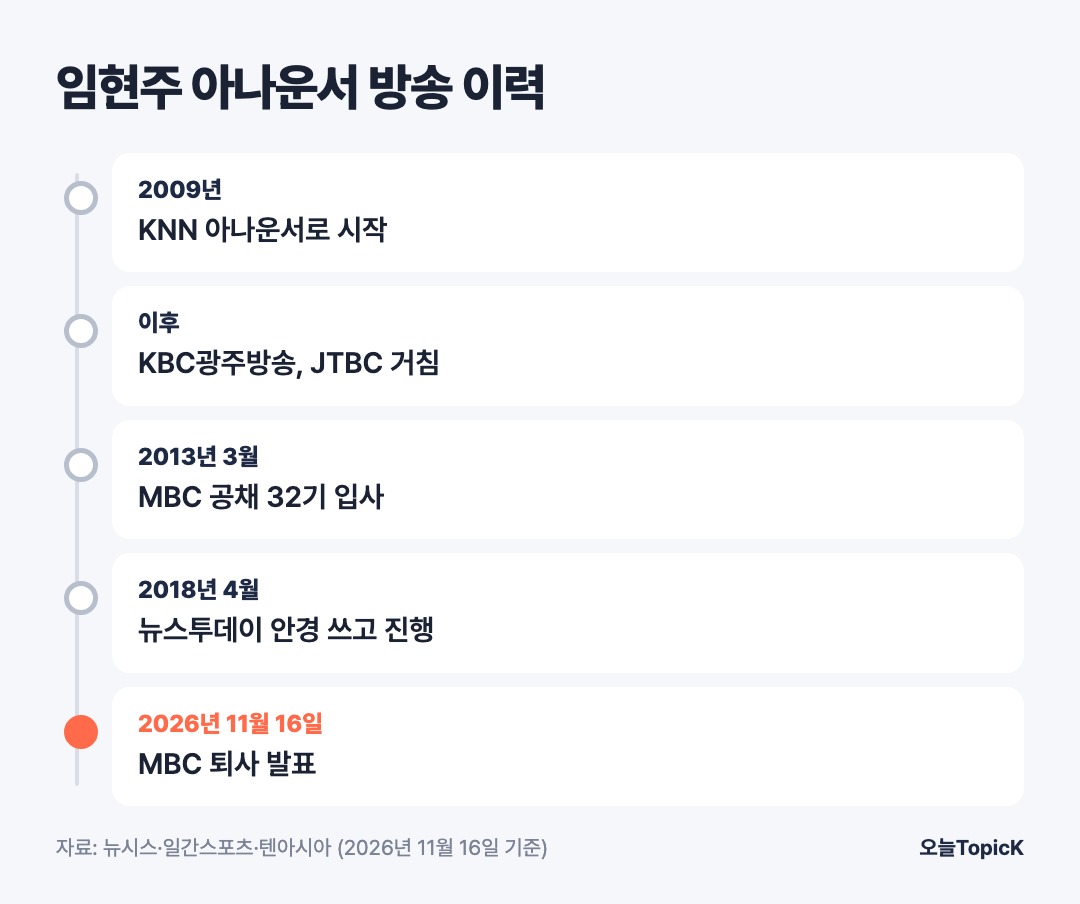 임현주 아나운서 방송 이력
2009년
KNN 아나운서로 시작
이후
KBC광주방송, JTBC 거침
2013년 3월
MBC 공채 32기 입사
2018년 4월
뉴스투데이 안경 쓰고 진행
2026년 11월 16일
MBC 퇴사 발표
자료: 뉴시스·일간스포츠·텐아시아 (2026년 11월 16일 기준)
오늘TopicK